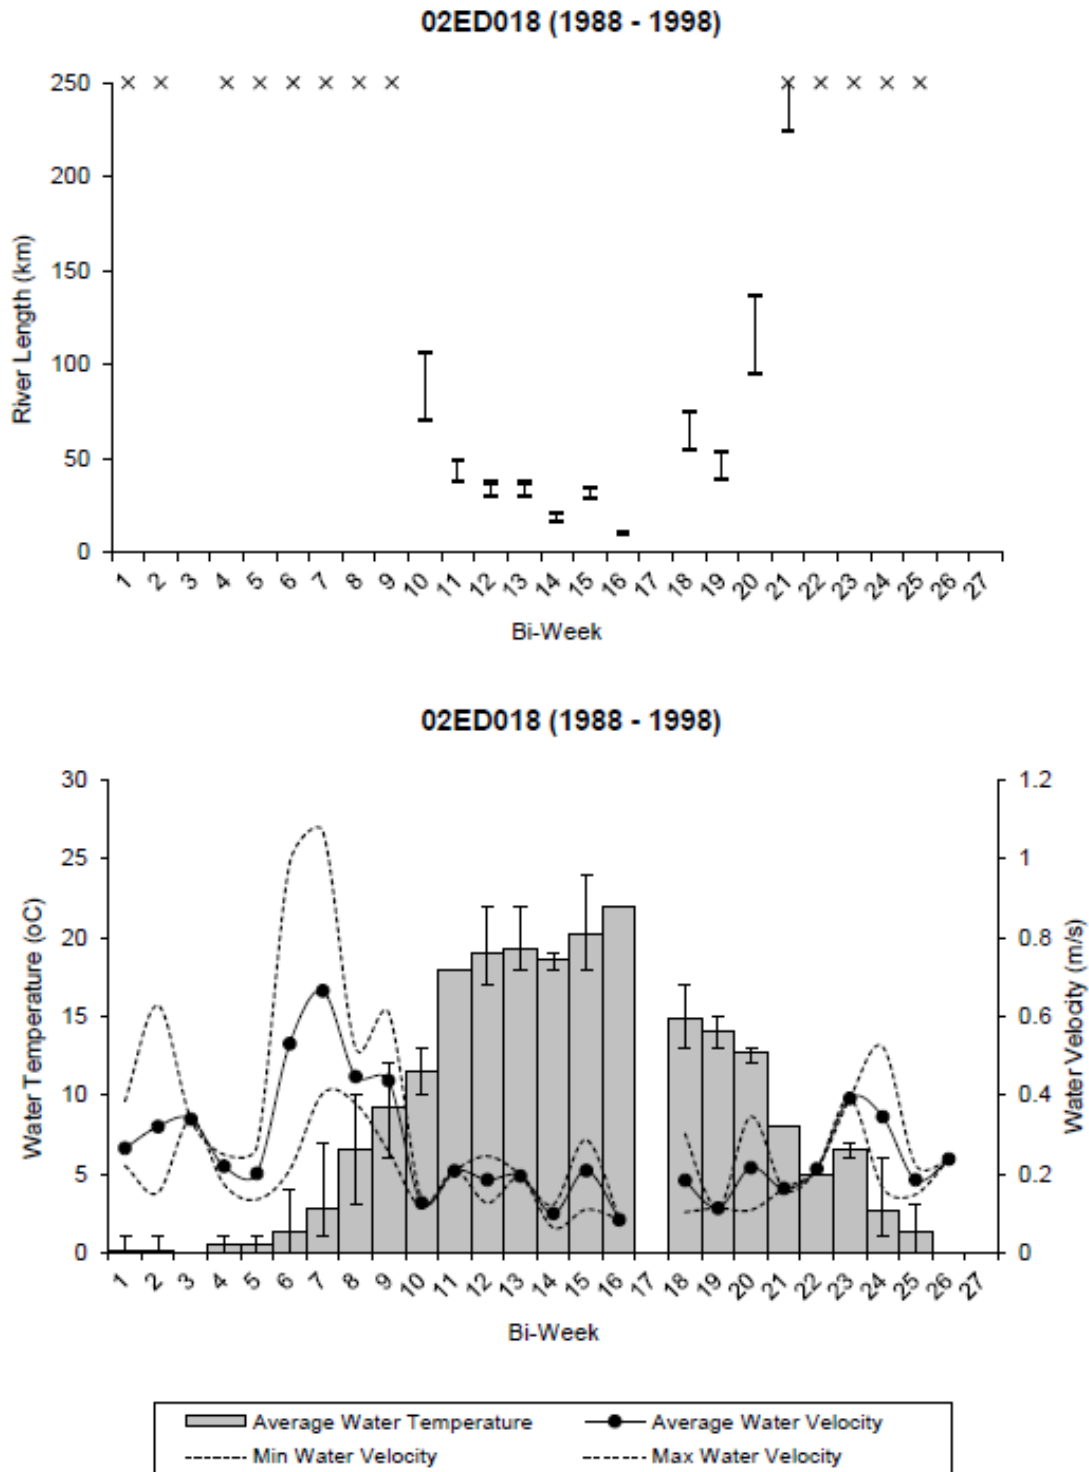 02ED018 (1988 - 1998)
250
200
150
100
50
0
River Length (km)
1 2 3 4 5 6 7 8 9 10 11 12 13 14 15 16 17 18 19 20 21 22 23 24 25 26 27
Bi-Week
02ED018 (1988 - 1998)
30
25
20
15
10
5
0
Water Temperature (oC)
1.2
1
0.8
0.6
0.4
0.2
0
Water Velocity (m/s)
1 2 3 4 5 6 7 8 9 10 11 12 13 14 15 16 17 18 19 20 21 22 23 24 25 26 27
Bi-Week
Average Water Temperature
Average Water Velocity
Min Water Velocity
Max Water Velocity